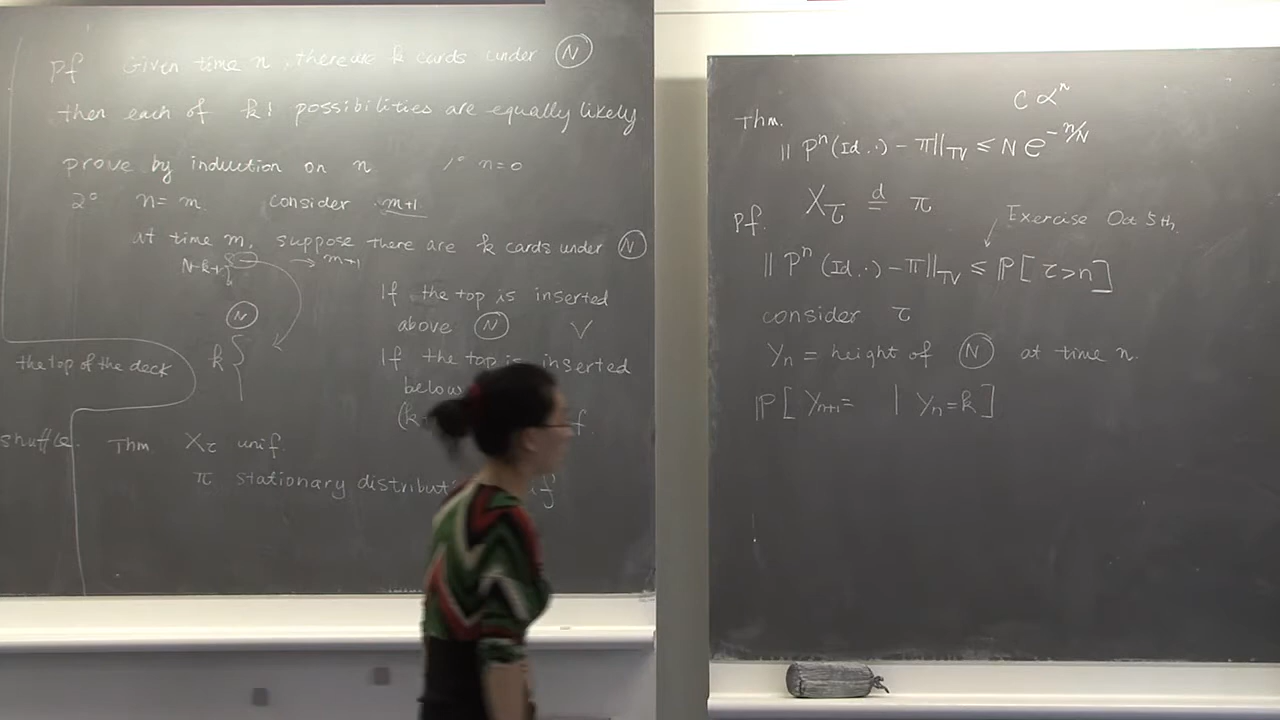 Pf Given time n, there are k cards under Ⓝ
then each of k! possibilities are equally likely
prove by induction on n 1° n=0
2° n=m. consider m+1.
at time m, suppose there are k cards under Ⓝ
N-k+1 { → m+1
If the top is inserted
above Ⓝ ✓
Ⓝ
k {
If the top is inserted
below
(k
f.
the top of the deck
shuffle. Thm. X_τ unif.
π stationary distribut
Thm. C α^n
‖ P^n(Id, ·) - π‖_TV ≤ N e^{-n/N}
X_τ =^d π
Pf. Exercise Oct 5th.
‖ P^n (Id, ·) - π‖_TV ≤ ℙ[τ>n]
consider τ
Y_n = height of Ⓝ at time n.
ℙ[ Y_{n+1}= | Y_n=k ]